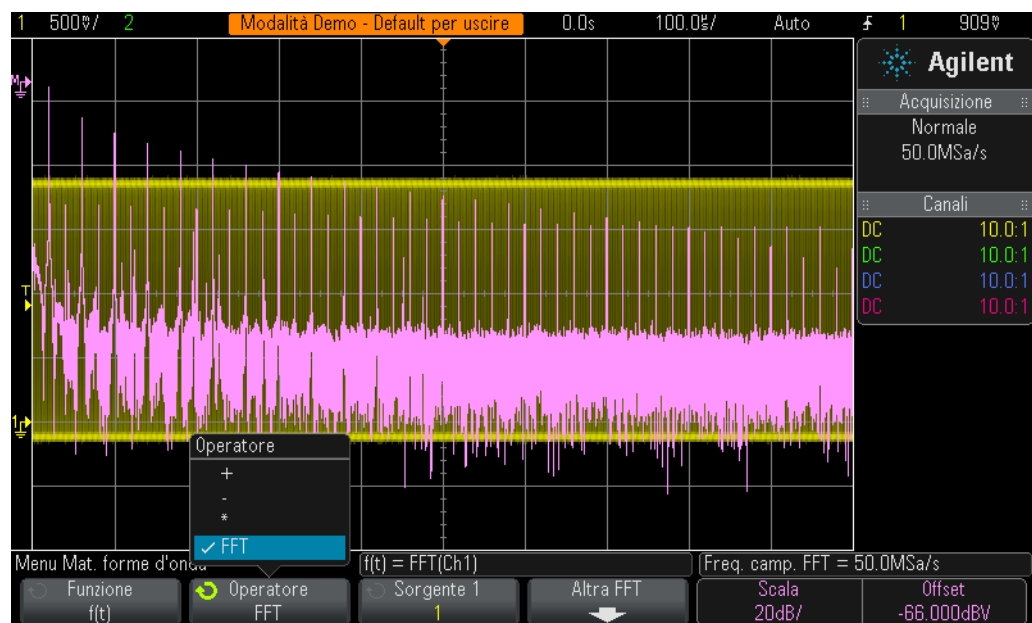 1 500mV/ 2 Modalità Demo - Default per uscire 0.0s 100.0us/ Auto 1 909mV
Agilent
Acquisizione
Normale
50.0MSa/s
Canali
DC 10.0:1
DC 10.0:1
DC 10.0:1
DC 10.0:1
M
T
1
Operatore
+
-
*
✓ FFT
Menu Mat. forme d'onda f(t) = FFT(Ch1) Freq. camp. FFT = 50.0MSa/s
Funzione Operatore Sorgente 1 Altra FFT Scala Offset
f(t) FFT 1 20dB/ -66.000dBV